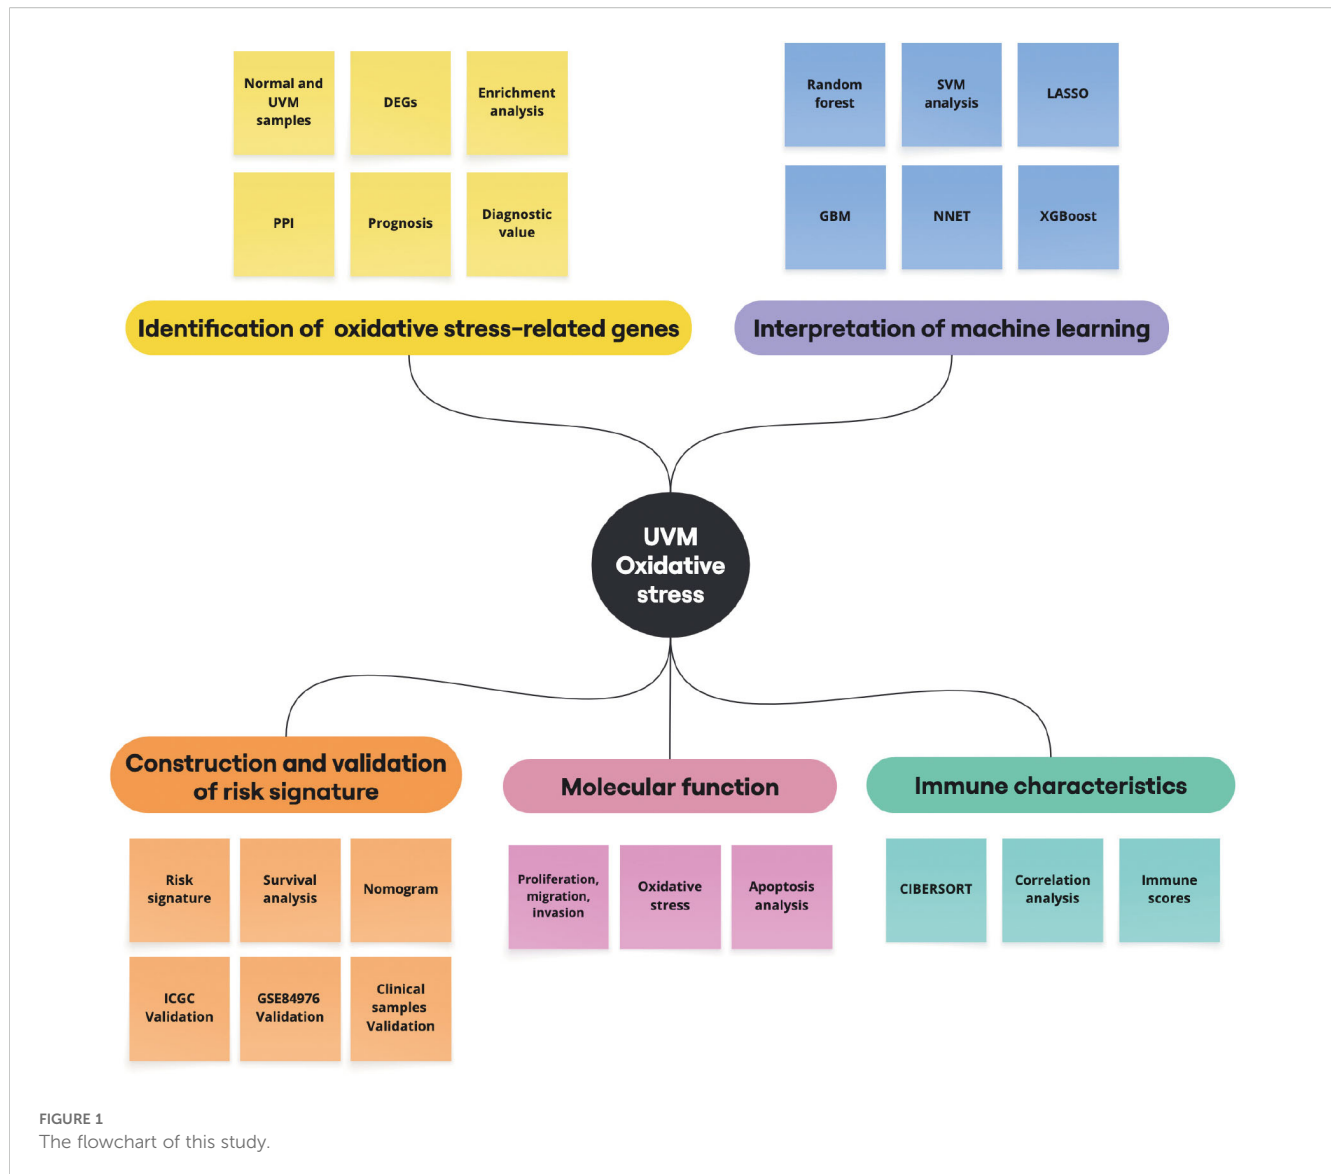 Normal and
UVM
samples
DEGs
Enrichment
analysis
PPI
Prognosis
Diagnostic
value
Identification of oxidative stress-related genes
Random
forest
SVM
analysis
LASSO
GBM
NNET
XGBoost
Interpretation of machine learning
UVM
Oxidative
stress
Construction and validation
of risk signature
Risk
signature
Survival
analysis
Nomogram
ICGC
Validation
GSE84976
Validation
Clinical
samples
Validation
Molecular function
Proliferation,
migration,
invasion
Oxidative
stress
Apoptosis
analysis
Immune characteristics
CIBERSORT
Correlation
analysis
Immune
scores
FIGURE 1
The flowchart of this study.